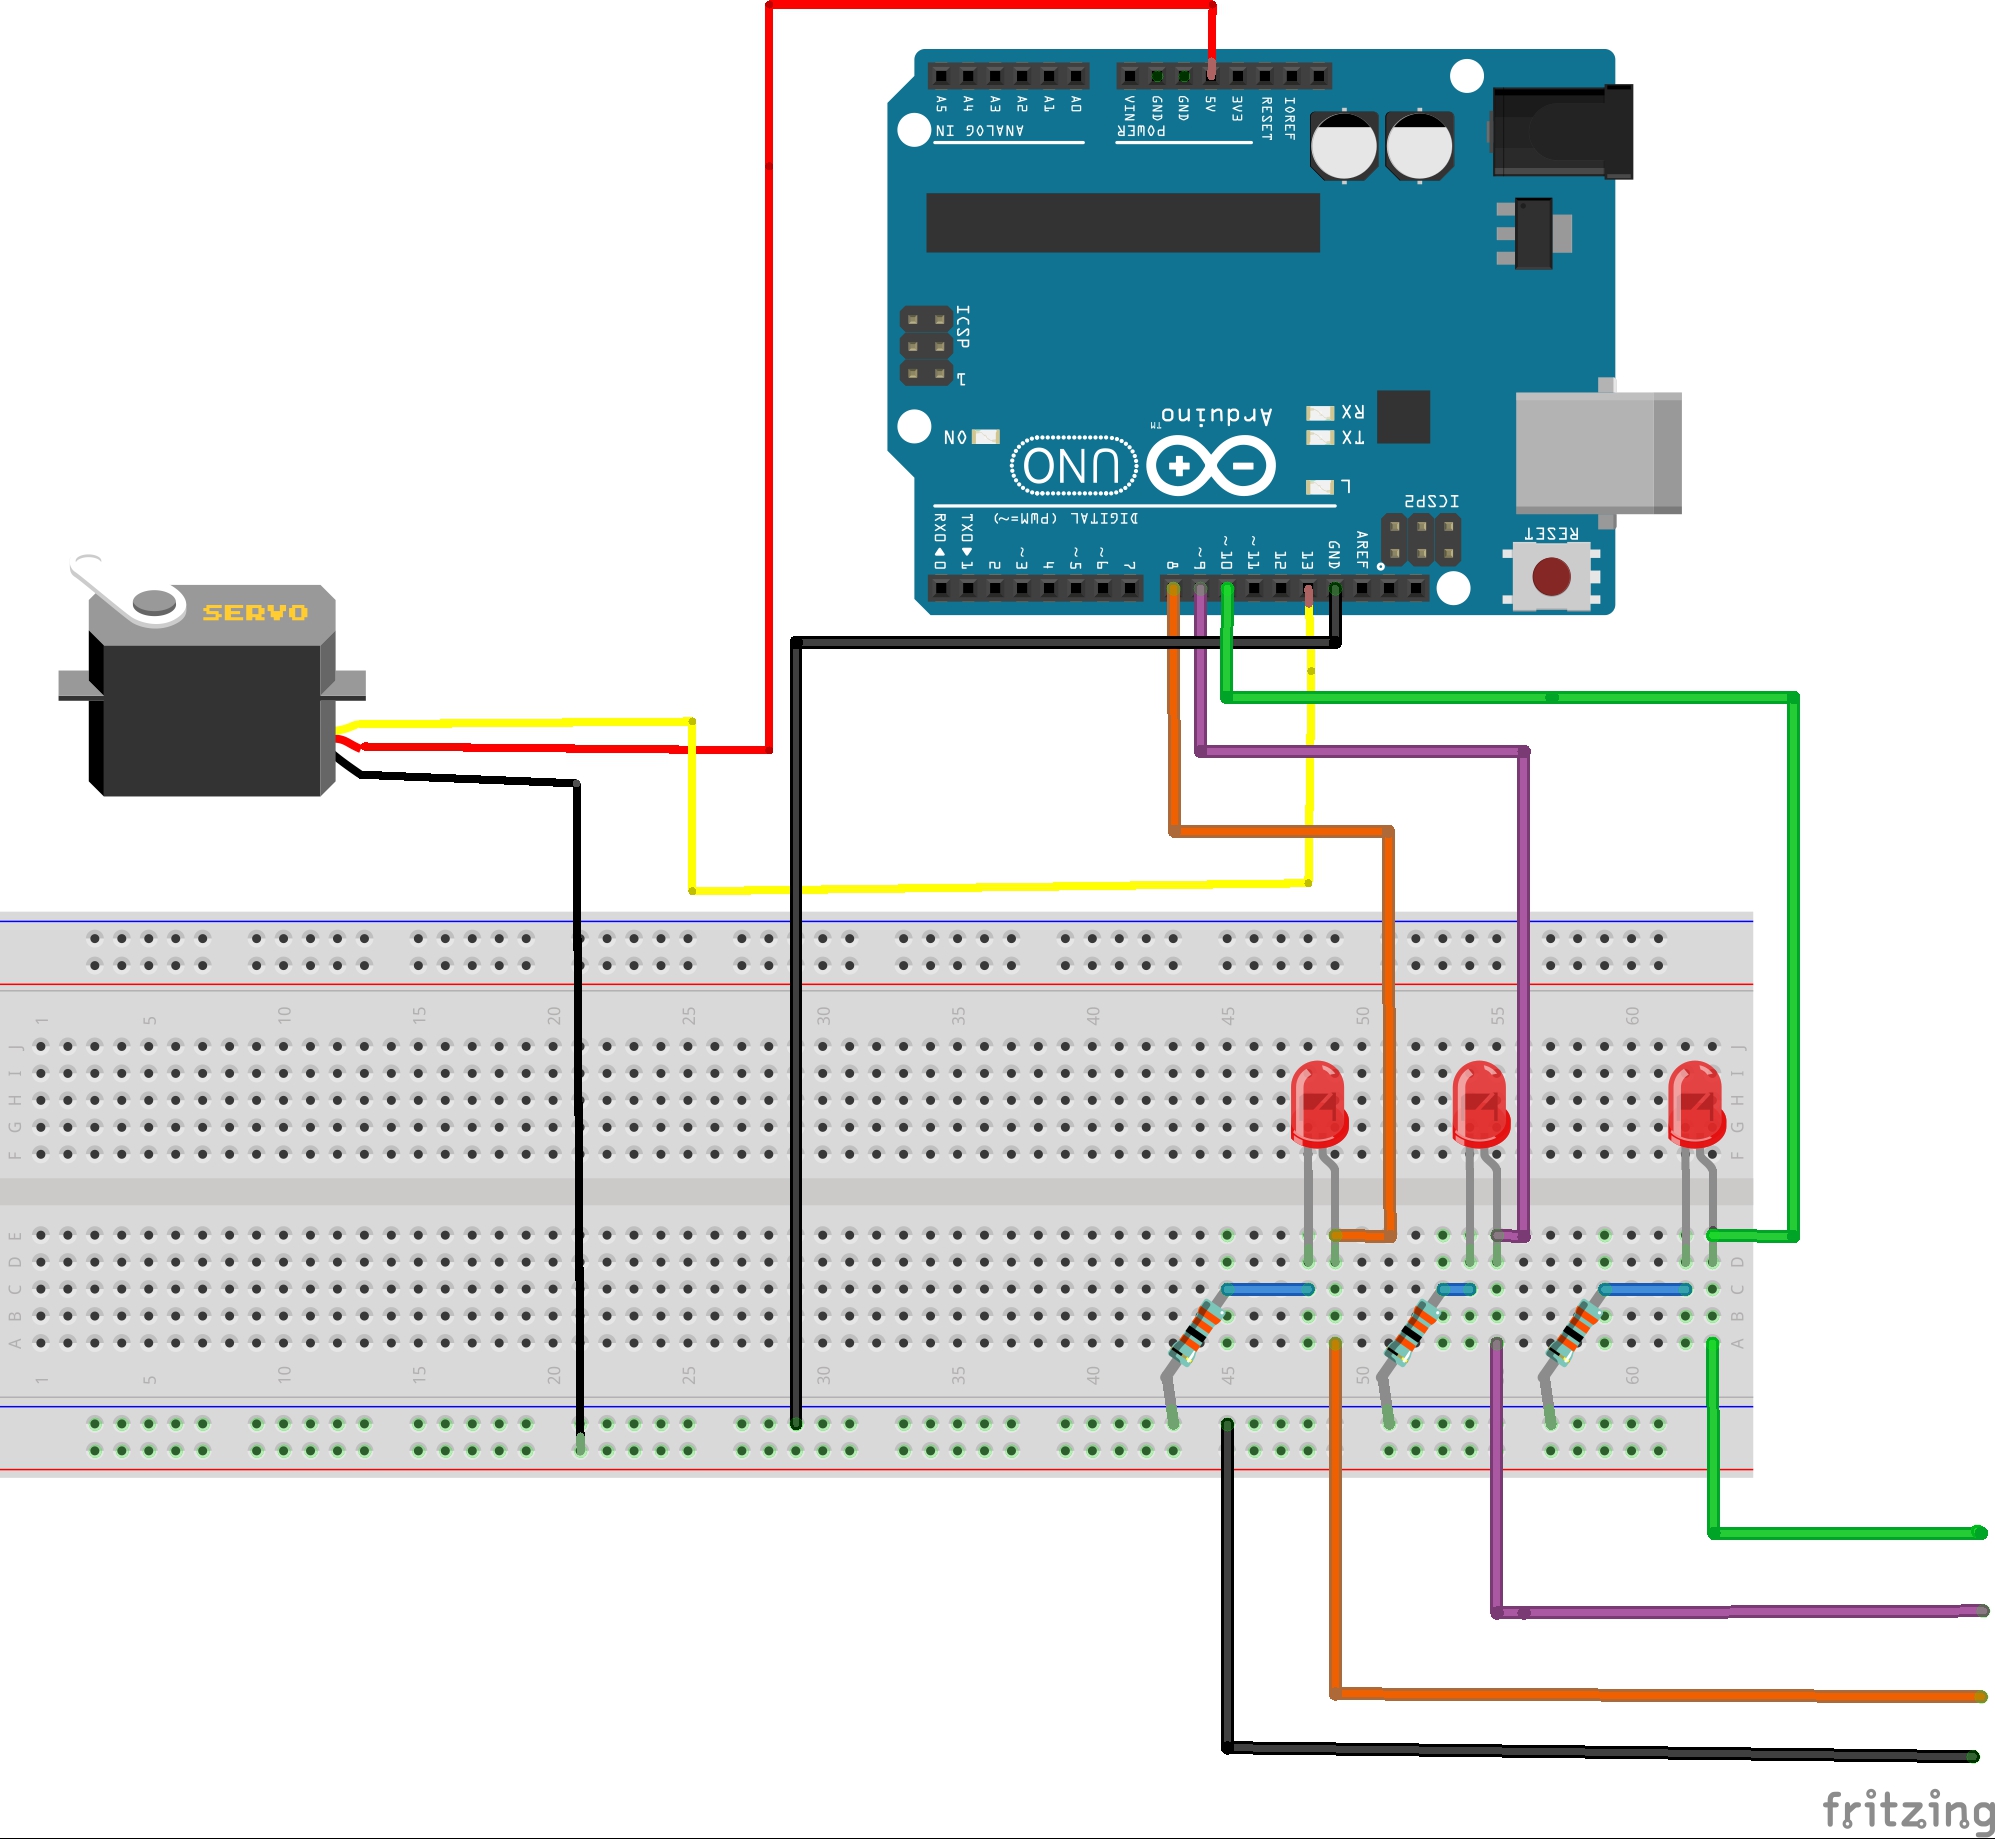 A5 A4 A3 A2 A1 A0 VIN GND GND 5V 3V3 RESET IOREF
ANALOG IN POWER
ICSP
1
Arduino™
RX
TX
ON
UNO
L
ICSP2
DIGITAL (PWM=~)
RESET
RX0 ◀ 0 TX0 ▶ 1 2 ~3 4 ~5 ~6 7 8 ~9 ~10 ~11 12 13 GND AREF
SERVO
1 5 10 15 20 25 30 35 40 45 50 55 60
J J
I I
H H
G G
F F
E E
D D
C C
B B
A A
1 5 10 15 20 25 30 35 40 45 50 60
fritzing